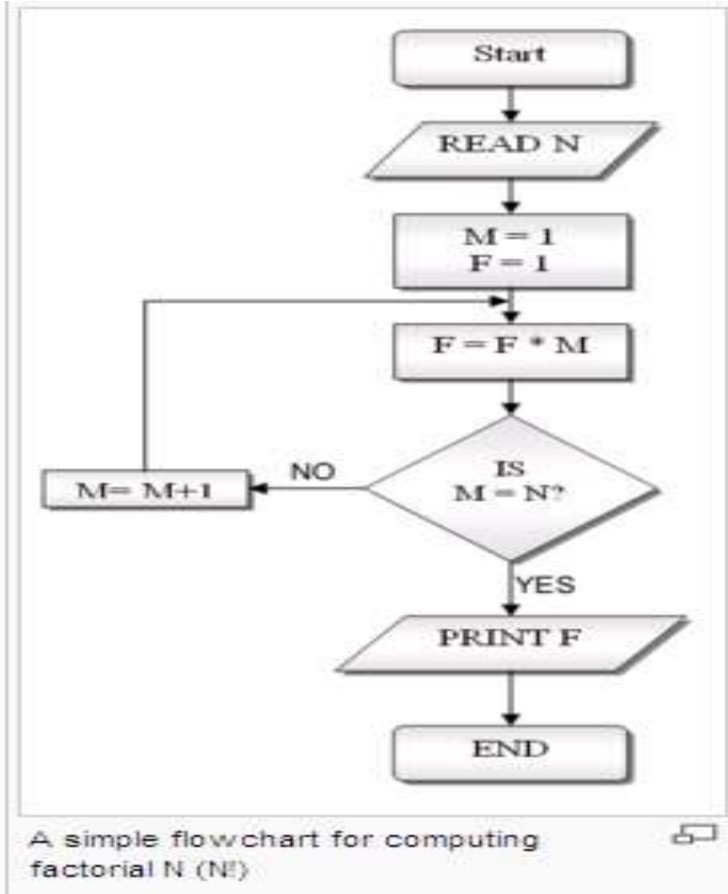 Start
READ N
M = 1
F = 1
F = F * M
IS
M = N?
NO
M= M+1
YES
PRINT F
END
A simple flowchart for computing
factorial N (N!)